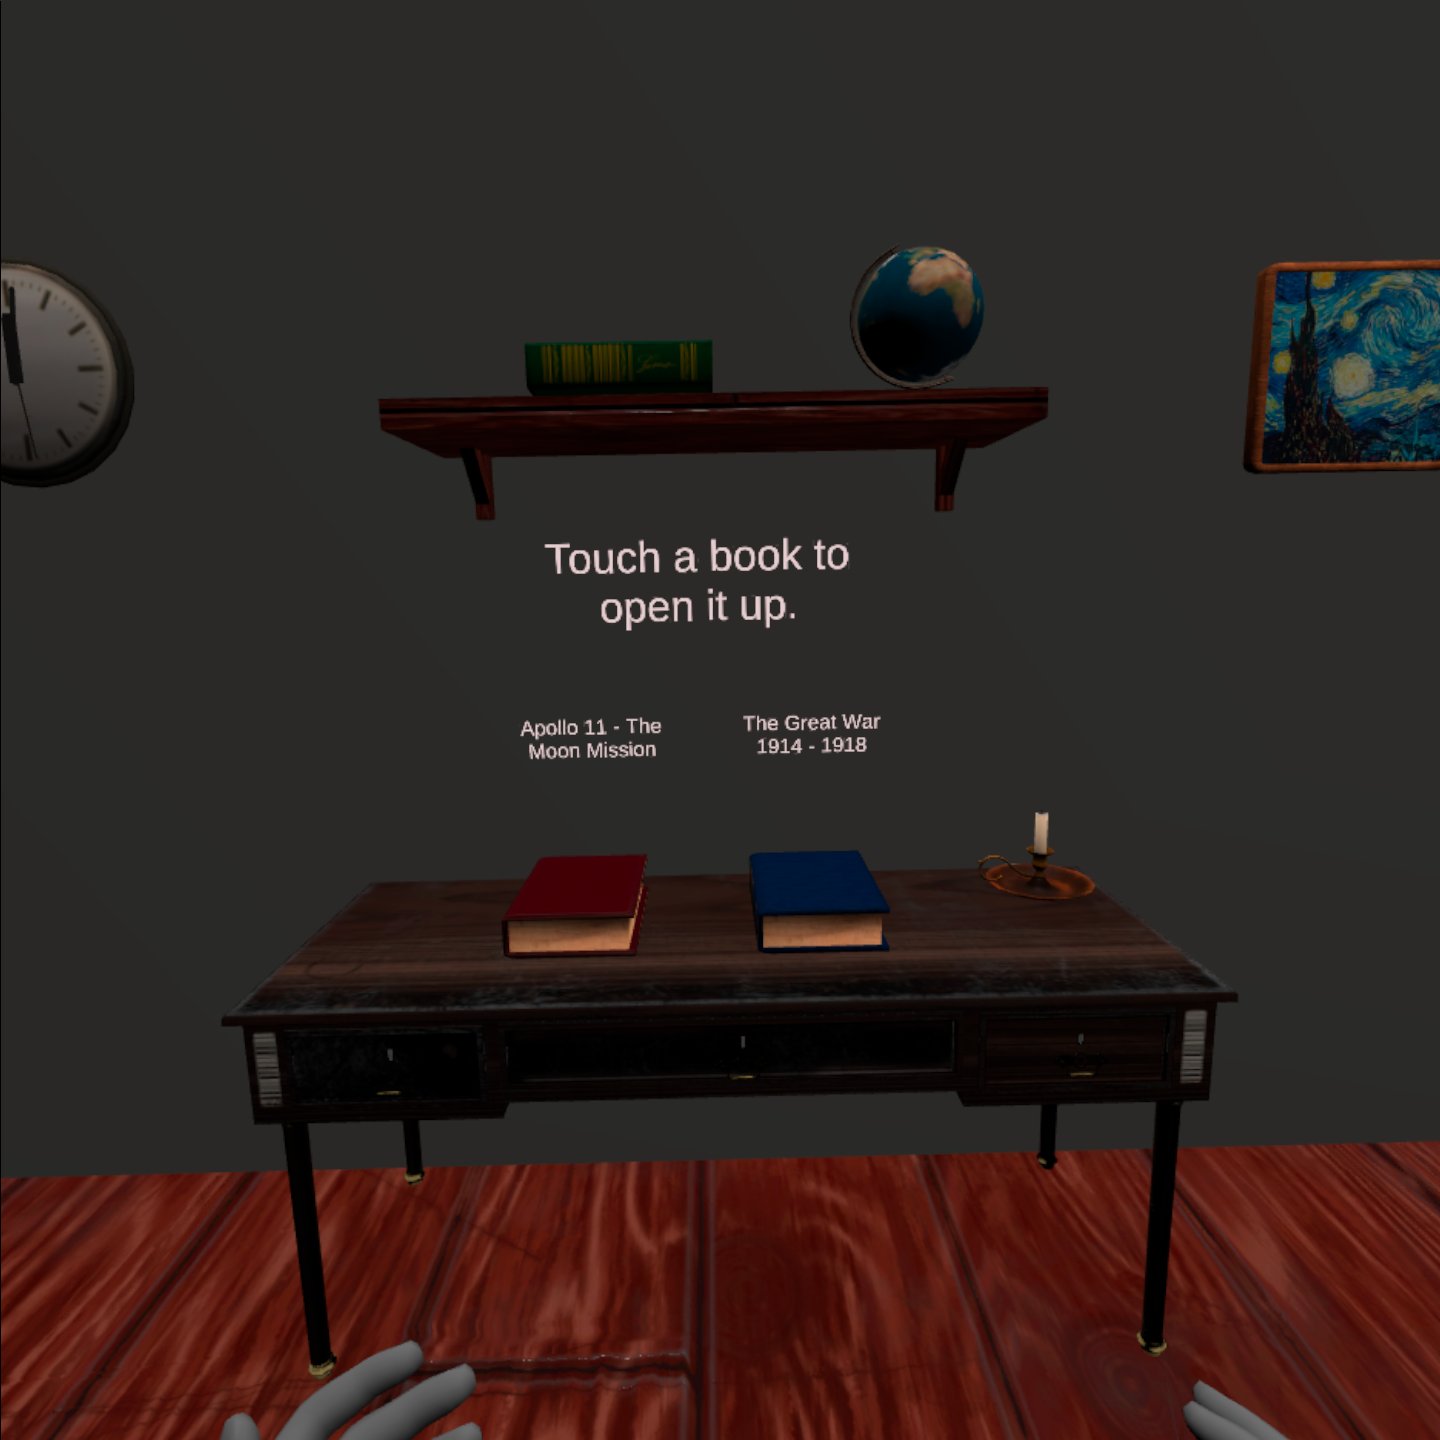 Touch a book to
open it up.
Apollo 11 - The
Moon Mission
The Great War
1914 - 1918